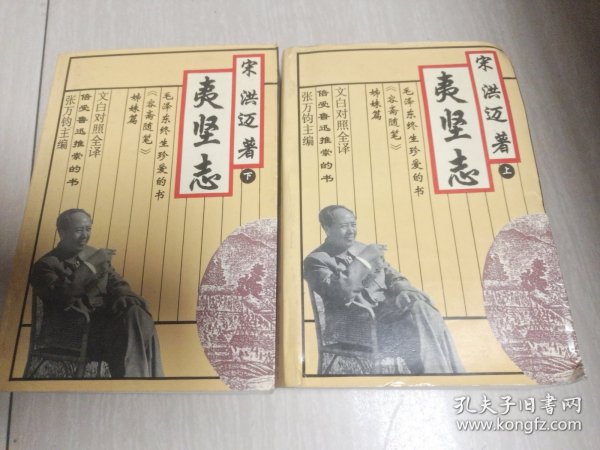 宋 洪迈著
夷坚志
下
毛泽东终生珍爱的书
《容斋随笔》
姊妹篇
文白对照全译
倍受鲁迅推崇的书
张万钧主编
宋 洪迈著
夷坚志
上
毛泽东终生珍爱的书
《容斋随笔》
姊妹篇
文白对照全译
倍受鲁迅推崇的书
张万钧主编
孔夫子旧书网
www.kongfz.com